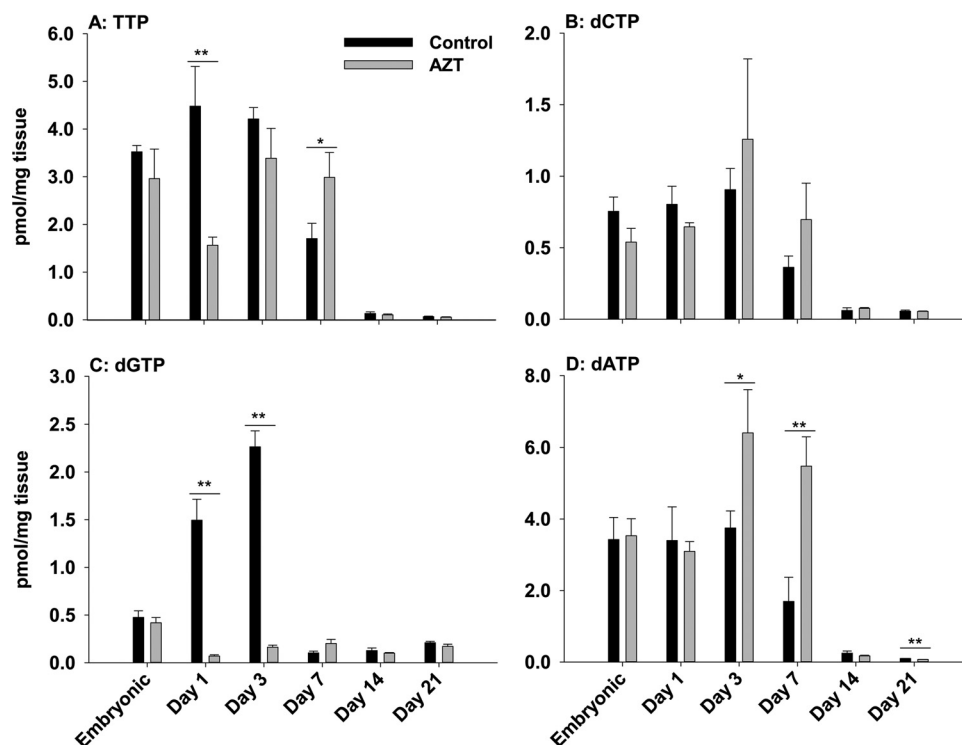 A: TTP
6.0
5.0
4.0
3.0
2.0
1.0
0.0
pmol/mg tissue
**
*
Control
AZT
B: dCTP
2.0
1.5
1.0
0.5
0.0
C: dGTP
3.0
2.5
2.0
1.5
1.0
0.5
0.0
pmol/mg tissue
**
**
Embryonic
Day 1
Day 3
Day 7
Day 14
Day 21
D: dATP
8.0
6.0
4.0
2.0
0.0
*
**
**
Embryonic
Day 1
Day 3
Day 7
Day 14
Day 21